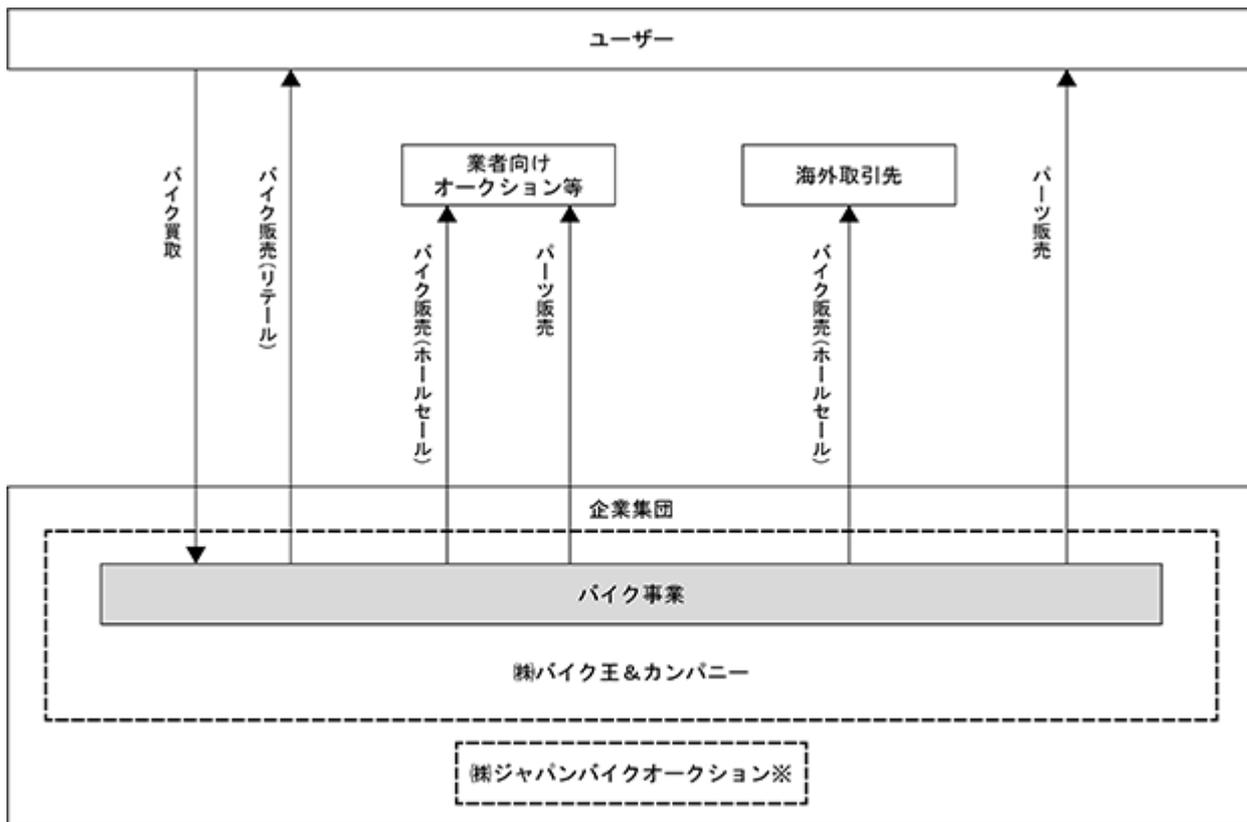 ユーザー
業者向け
オークション等
海外取引先
バイク買取
バイク販売(リテール)
バイク販売(ホールセール)
パーツ販売
バイク販売(ホールセール)
パーツ販売
企業集団
バイク事業
㈱バイク王&カンパニー
㈱ジャパンバイクオークション※